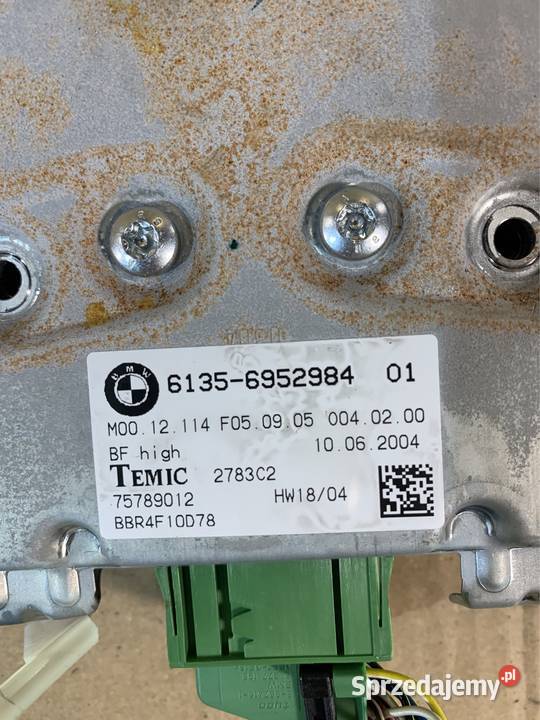 BMW
6135-6952984 01
M00.12.114 F05.09.05 004.02.00
BF high 10.06.2004
TEMIC 2783C2
75789012 HW18/04
BBR4F10D78
Sprzedajemy.pl